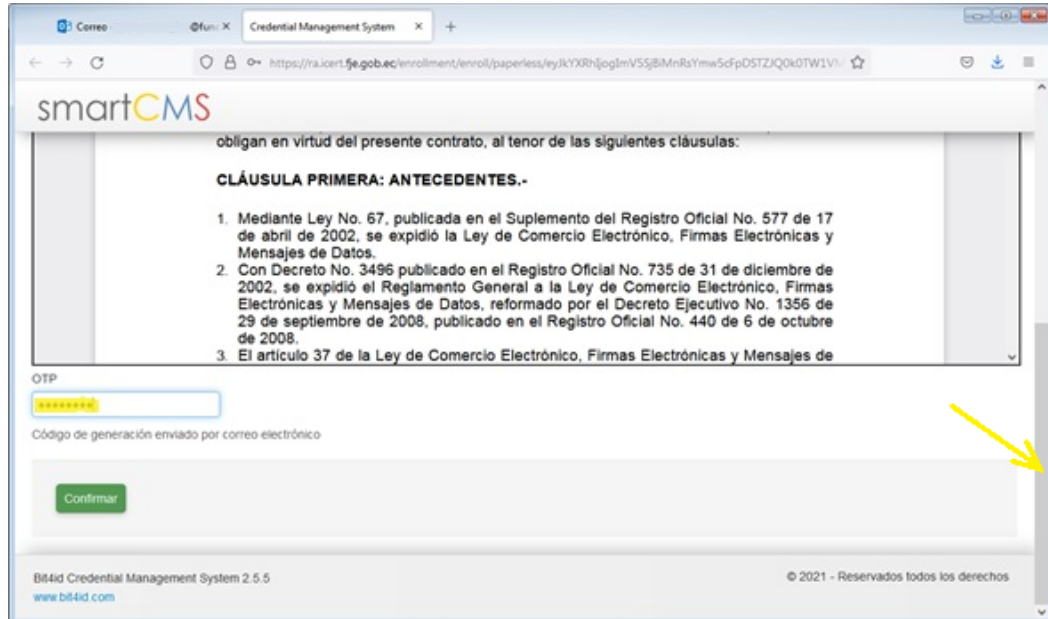 Correo @fun: X Credential Management System × +
https://ra.icert.fje.gob.ec/enrollment/enroll/paperless/
smartCMS
obligan en virtud del presente contrato, al tenor de las siguientes cláusulas:
CLÁUSULA PRIMERA: ANTECEDENTES.-
1. Mediante Ley No. 67, publicada en el Suplemento del Registro Oficial No. 577 de 17
de abril de 2002, se expidió la Ley de Comercio Electrónico, Firmas Electrónicas y
Mensajes de Datos.
2. Con Decreto No. 3496 publicado en el Registro Oficial No. 735 de 31 de diciembre de
2002, se expidió el Reglamento General a la Ley de Comercio Electrónico, Firmas
Electrónicas y Mensajes de Datos, reformado por el Decreto Ejecutivo No. 1356 de
29 de septiembre de 2008, publicado en el Registro Oficial No. 440 de 6 de octubre
de 2008.
3. El artículo 37 de la Ley de Comercio Electrónico, Firmas Electrónicas y Mensajes de
OTP
********
Código de generación enviado por correo electrónico
Confirmar
Bit4id Credential Management System 2.5.5
© 2021 - Reservados todos los derechos
www.bit4id.com